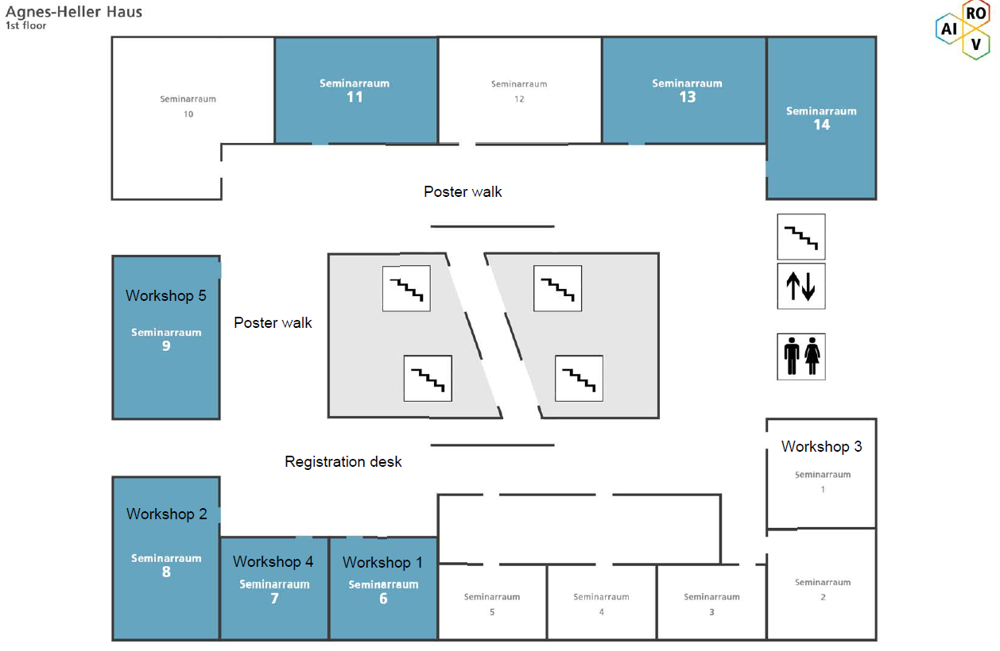 Agnes-Heller Haus
1st floor
AI
RO
V
Seminarraum
10
Seminarraum
11
Seminarraum
12
Seminarraum
13
Seminarraum
14
Poster walk
Workshop 5
Seminarraum
9
Poster walk
Registration desk
Workshop 3
Seminarraum
1
Workshop 2
Seminarraum
8
Workshop 4
Seminarraum
7
Workshop 1
Seminarraum
6
Seminarraum
5
Seminarraum
4
Seminarraum
3
Seminarraum
2